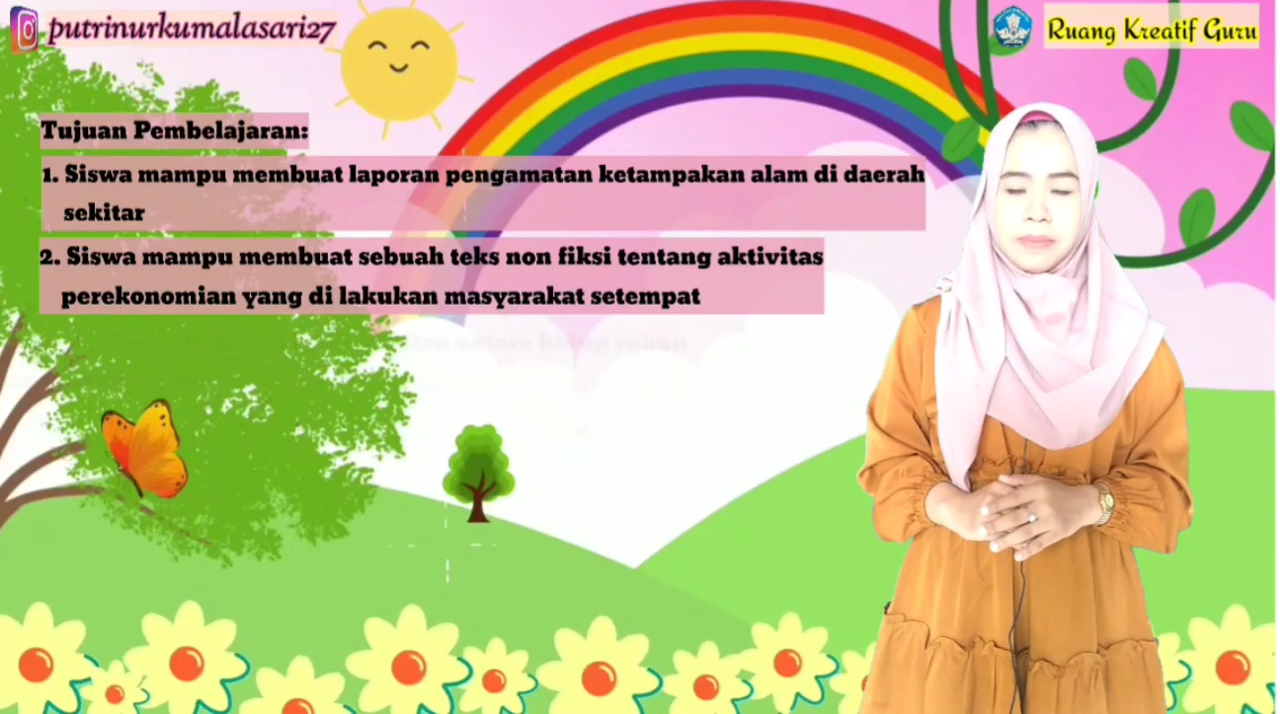 putrinurkumalasari27
Ruang Kreatif Guru
Tujuan Pembelajaran:
1. Siswa mampu membuat laporan pengamatan ketampakan alam di daerah
sekitar
2. Siswa mampu membuat sebuah teks non fiksi tentang aktivitas
perekonomian yang di lakukan masyarakat setempat